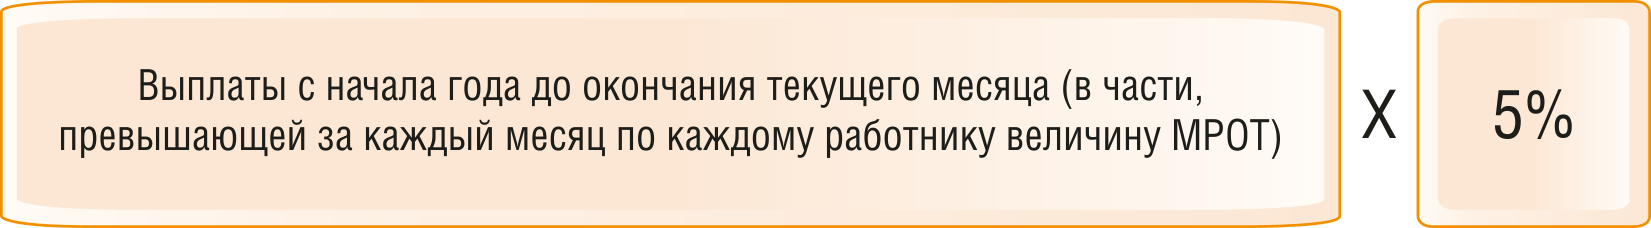 Выплаты с начала года до окончания текущего месяца (в части,
превышающей за каждый месяц по каждому работнику величину МРОТ)
X
5%